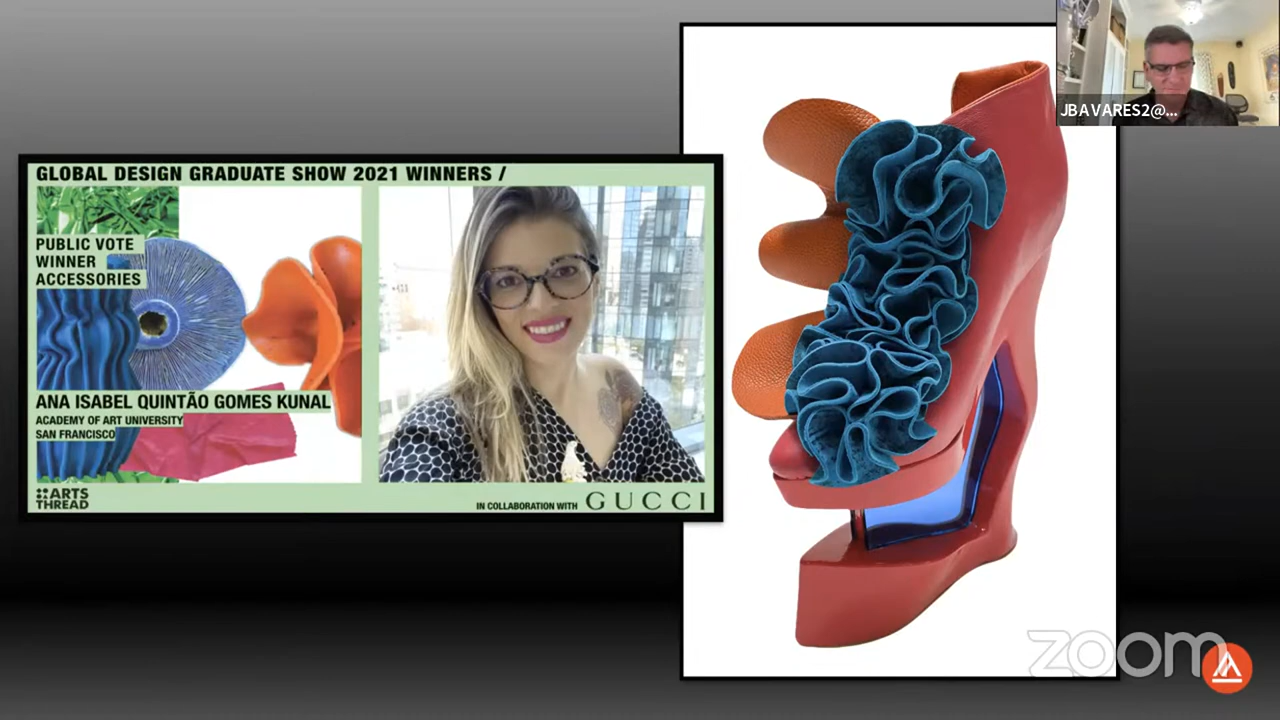 JBAVARES2@...
GLOBAL DESIGN GRADUATE SHOW 2021 WINNERS /
PUBLIC VOTE
WINNER
ACCESSORIES
ANA ISABEL QUINTÃO GOMES KUNAL
ACADEMY OF ART UNIVERSITY
SAN FRANCISCO
ARTS
THREAD
IN COLLABORATION WITH GUCCI
zoom